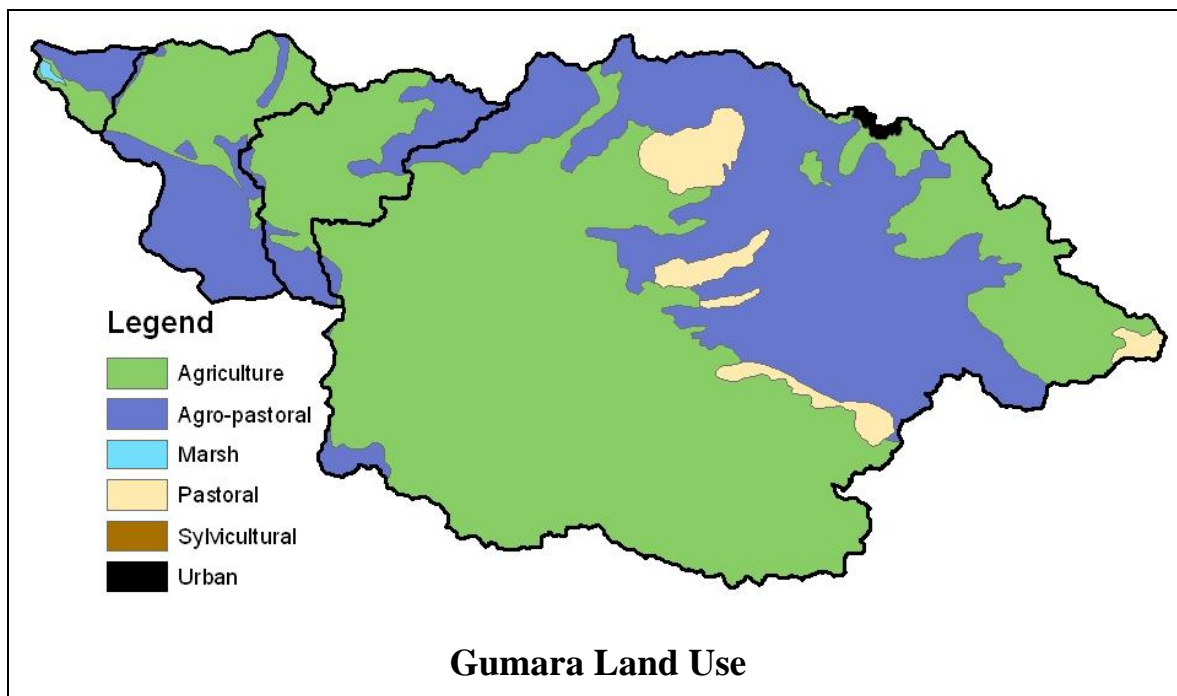 Legend
Agriculture
Agro-pastoral
Marsh
Pastoral
Sylvicultural
Urban
Gumara Land Use